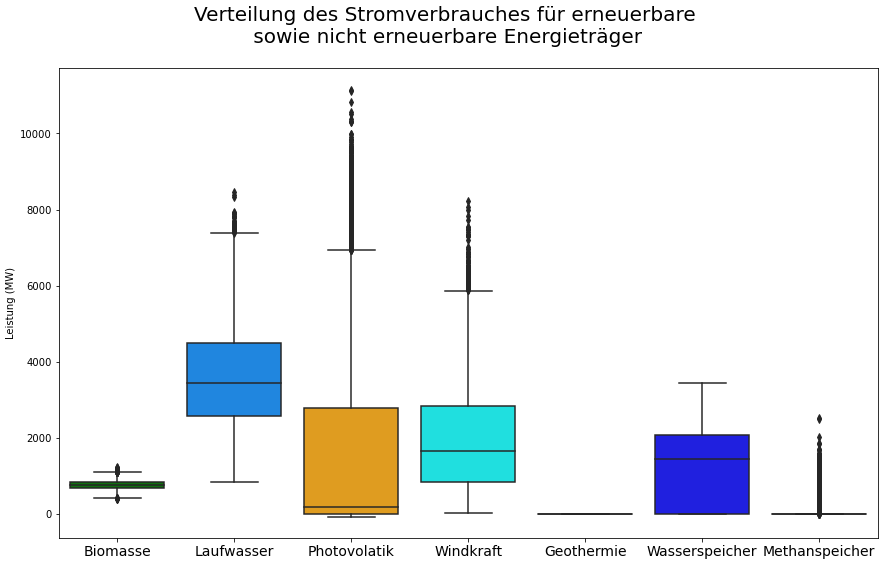 Verteilung des Stromverbrauches für erneuerbare
sowie nicht erneuerbare Energieträger
Leistung (MW)
10000
8000
6000
4000
2000
0
Biomasse
Laufwasser
Photovolatik
Windkraft
Geothermie
Wasserspeicher
Methanspeicher